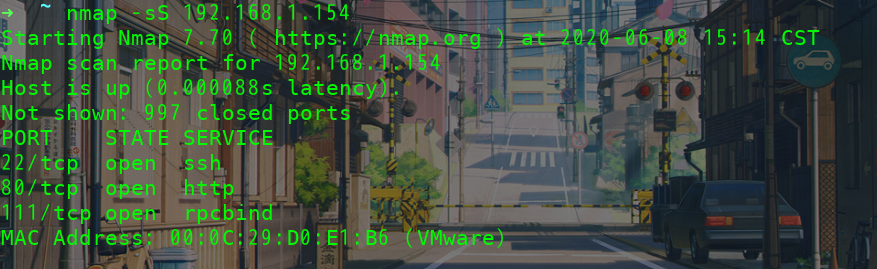 ➜  ~ nmap -sS 192.168.1.154
Starting Nmap 7.70 ( https://nmap.org ) at 2020-06-08 15:14 CST
Nmap scan report for 192.168.1.154
Host is up (0.000088s latency).
Not shown: 997 closed ports
PORT    STATE SERVICE
22/tcp  open  ssh
80/tcp  open  http
111/tcp open  rpcbind
MAC Address: 00:0C:29:D0:E1:B6 (VMware)